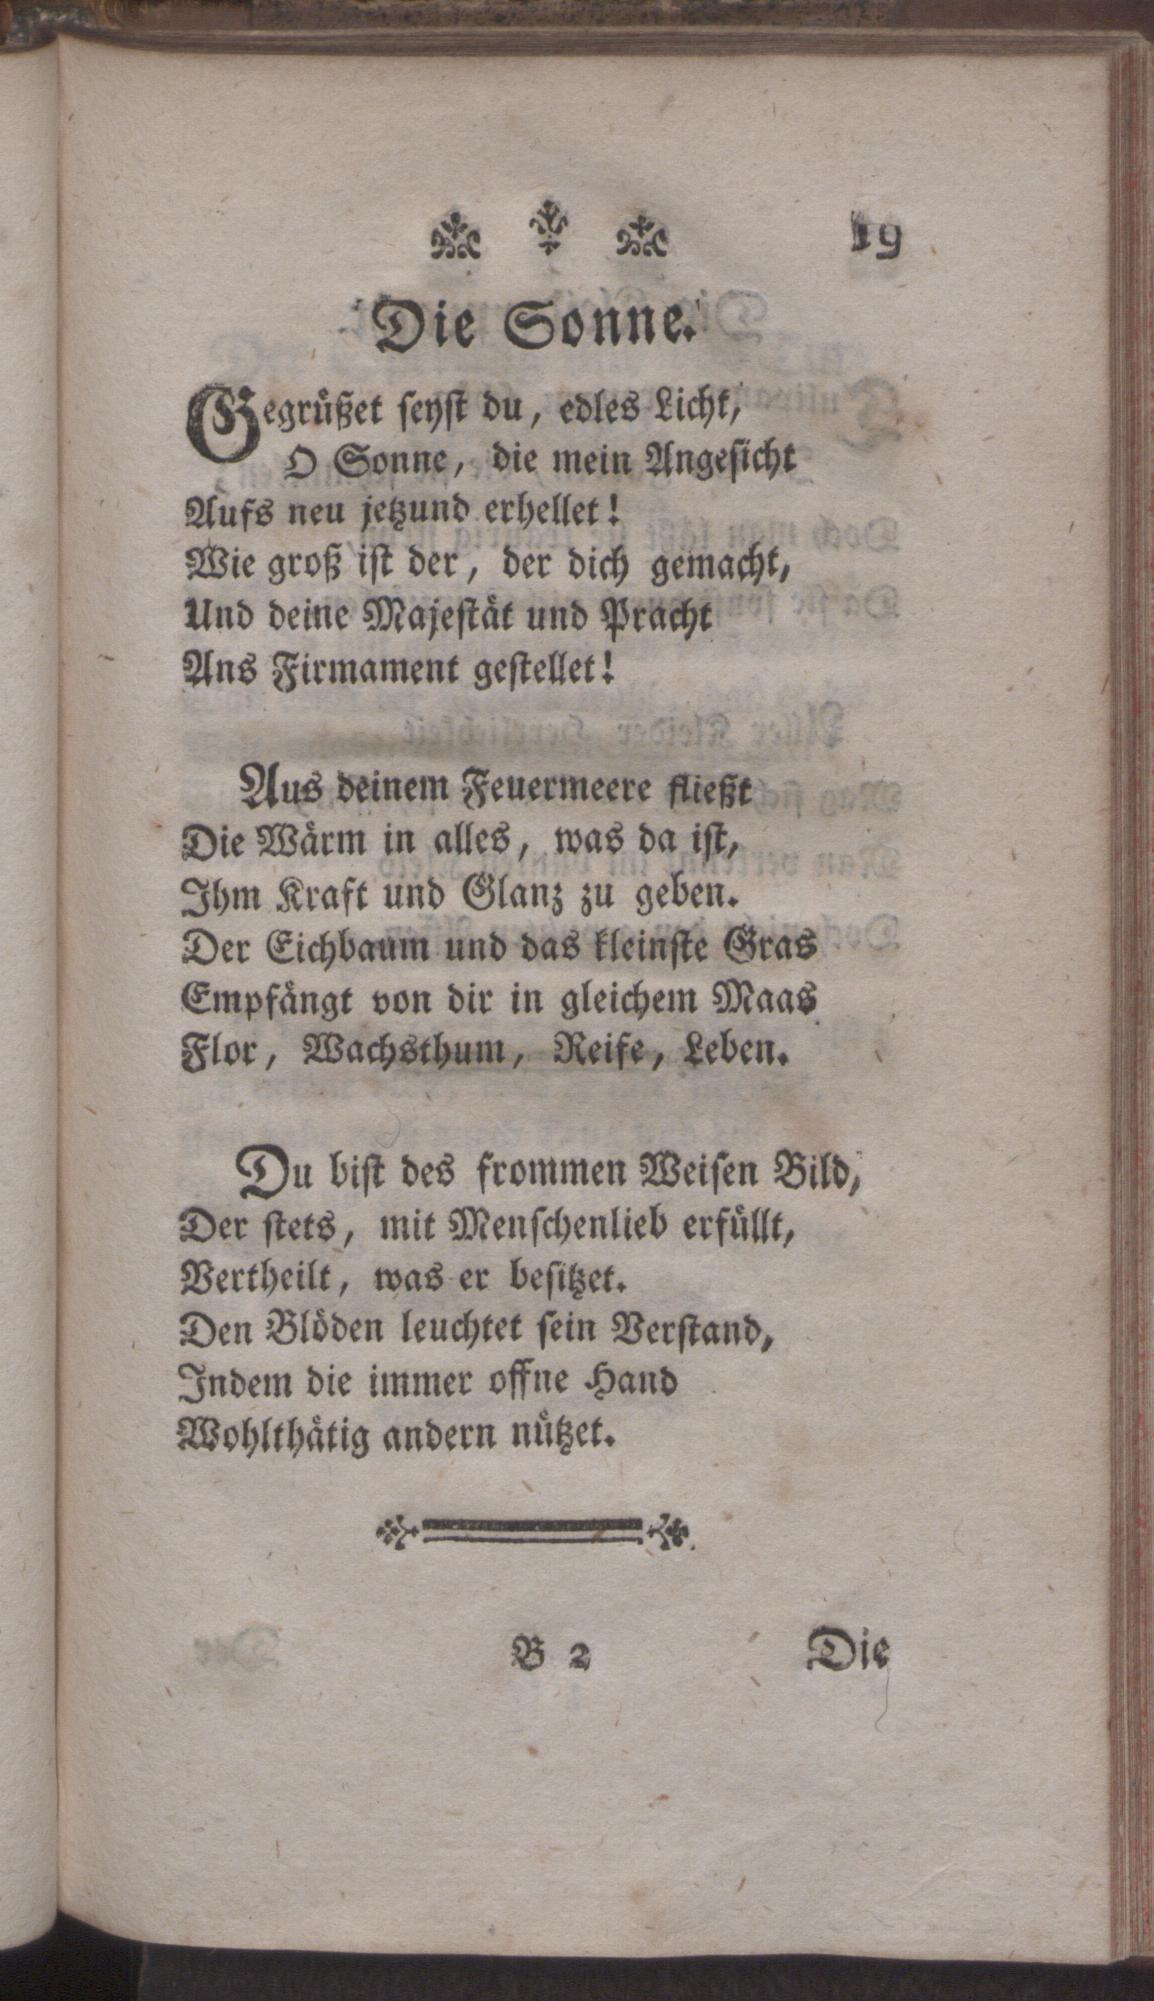 19
Die Sonne.
Gegrüßet ſeyſt du, edles Licht,
O Sonne, die mein Angeſicht
Aufs neu jetzund erhellet!
Wie groß iſt der, der dich gemacht,
Und deine Majeſtät und Pracht
Ans Firmament geſtellet!
Aus deinem Feuermeere fließt
Die Wärm in alles, was da iſt,
Ihm Kraft und Glanz zu geben.
Der Eichbaum und das kleinſte Gras
Empfängt von dir in gleichem Maas
Flor, Wachsthum, Reife, Leben.
Du biſt des frommen Weiſen Bild,
Der ſtets, mit Menſchenlieb erfüllt,
Vertheilt, was er beſitzet.
Den Blöden leuchtet ſein Verſtand,
Indem die immer offne Hand
Wohlthätig andern nützet.
B 2
Die